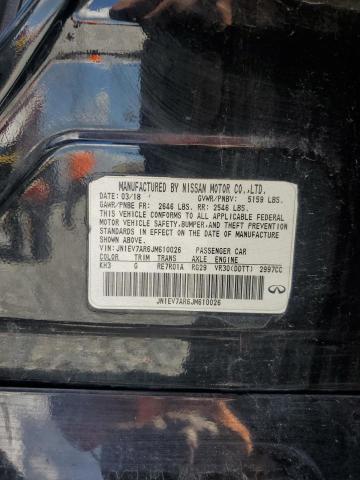 MANUFACTURED BY NISSAN MOTOR CO.,LTD.
DATE: 03/18 GVWR/PNBV: 5159 LBS.
GAWR/PNBE FR: 2646 LBS. RR: 2546 LBS.
THIS VEHICLE CONFORMS TO ALL APPLICABLE FEDERAL
MOTOR VEHICLE SAFETY, BUMPER, AND THEFT
PREVENTION STANDARDS IN EFFECT ON THE DATE OF MANUFACTURE
SHOWN ABOVE.
VIN: JN1EV7AR6JM610026 PASSENGER CAR
COLOR TRIM TRANS AXLE ENGINE
KH3 G RE7R01A RC29 VR30(DDTT) 2997CC
JN1EV7AR6JM610026
INFINITI